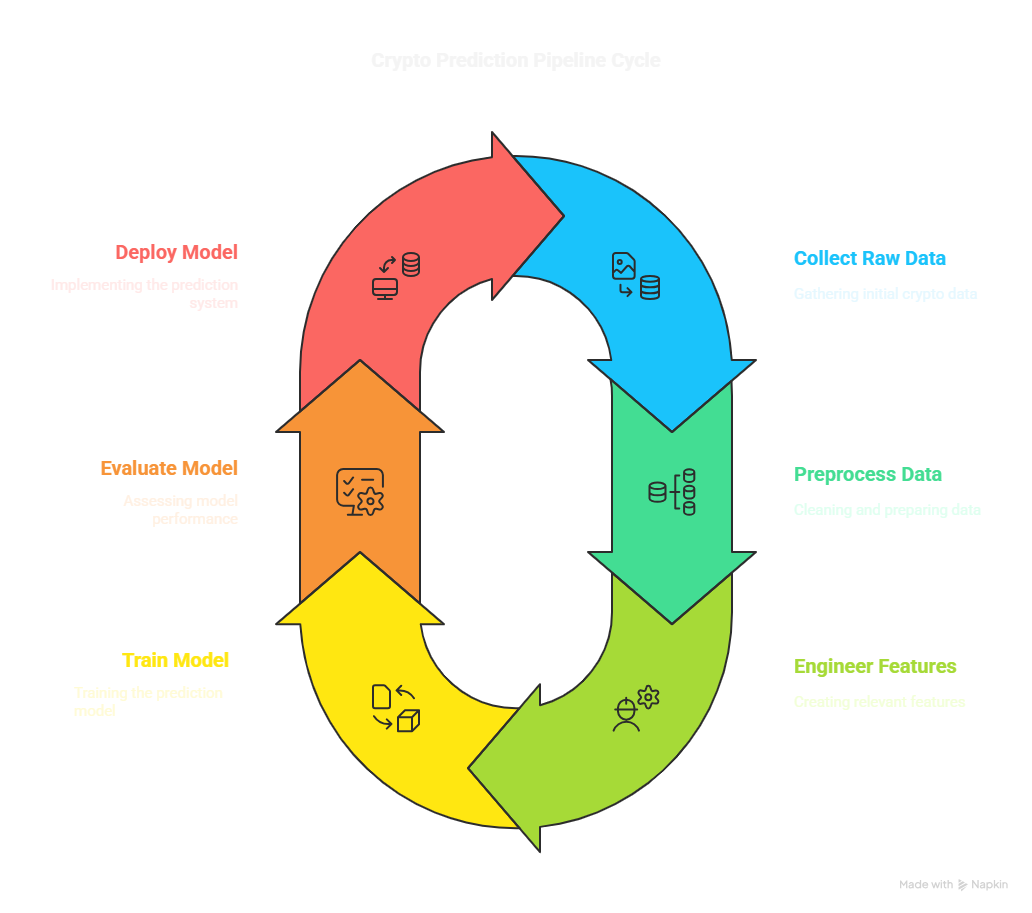 Crypto Prediction Pipeline Cycle
Deploy Model
Implementing the prediction
system
Collect Raw Data
Gathering initial crypto data
Evaluate Model
Assessing model
performance
Preprocess Data
Cleaning and preparing data
Train Model
Training the prediction
model
Engineer Features
Creating relevant features
Made with Napkin